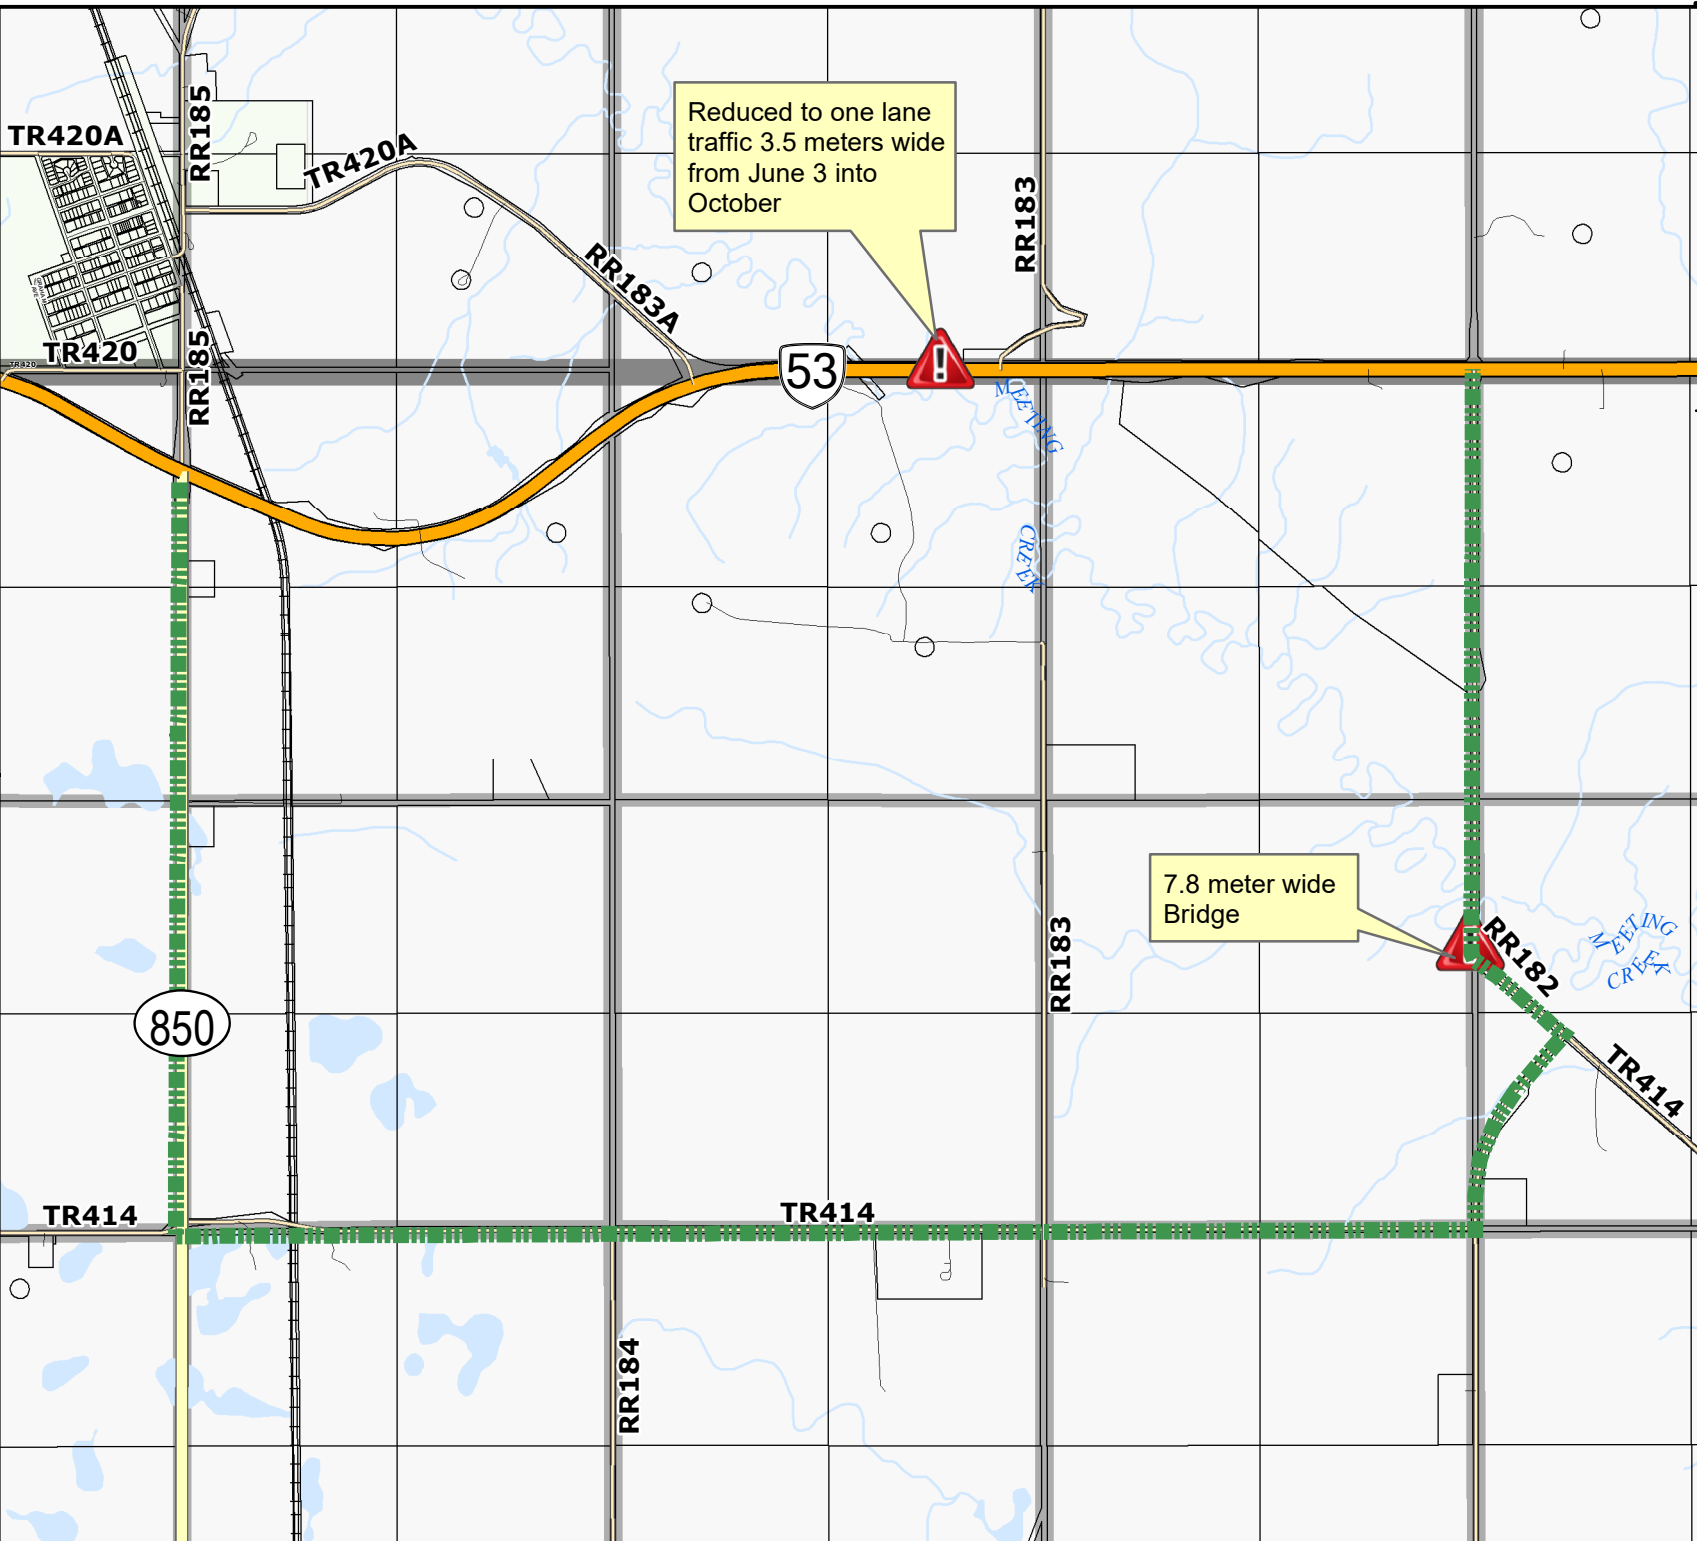 TR420A
RR185
TR420A
Reduced to one lane
traffic 3.5 meters wide
from June 3 into
October
RR183
RR183A
TR420
TR420
RR185
53
MEETING
CREEK
850
7.8 meter wide
Bridge
RR183
RR182
MEETING
CREEK
TR414
TR414
TR414
RR184